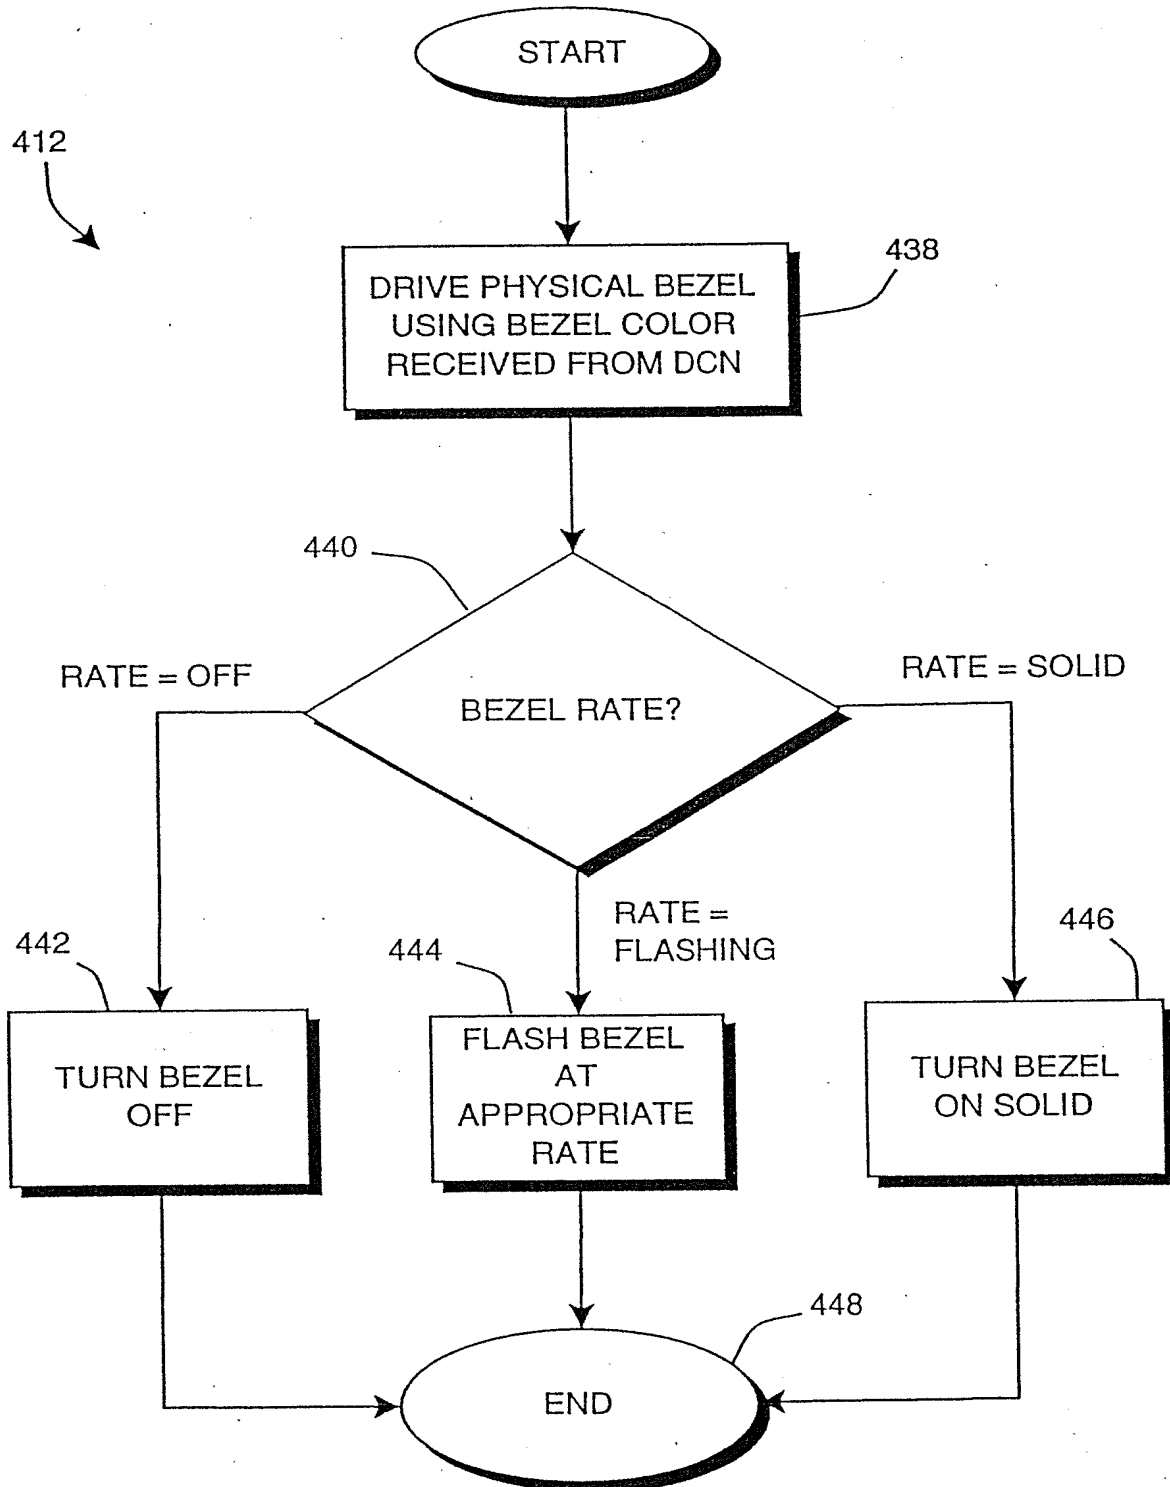 START
412
438
DRIVE PHYSICAL BEZEL
USING BEZEL COLOR
RECEIVED FROM DCN
440
RATE = OFF
RATE = SOLID
BEZEL RATE?
RATE =
FLASHING
442
444
446
TURN BEZEL
OFF
FLASH BEZEL
AT
APPROPRIATE
RATE
TURN BEZEL
ON SOLID
448
END